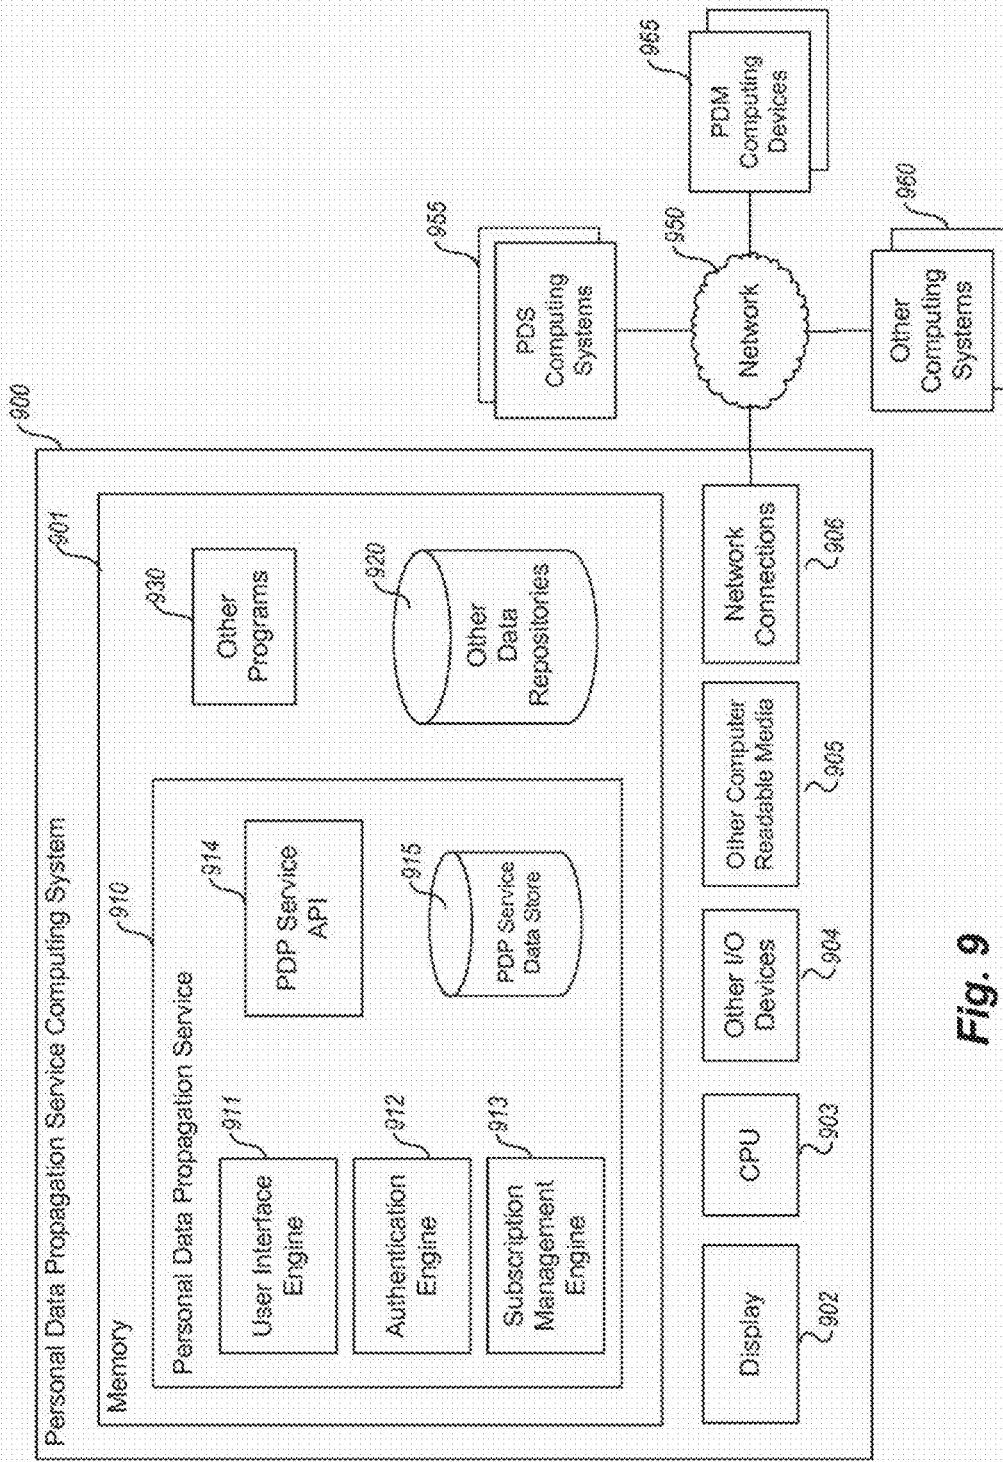 Personal Data Propagation Service Computing System
900
Memory
901
Personal Data Propagation Service
910
User Interface
Engine
911
Authentication
Engine
912
Subscription
Management
Engine
913
PDP Service
API
914
PDP Service
Data Store
915
Other
Programs
930
Other
Data
Repositories
920
Display
902
CPU
903
Other I/O
Devices
904
Other Computer
Readable Media
905
Network
Connections
906
PDS
Computing
Systems
955
Network
950
PDM
Computing
Devices
965
Other
Computing
Systems
960
Fig. 9